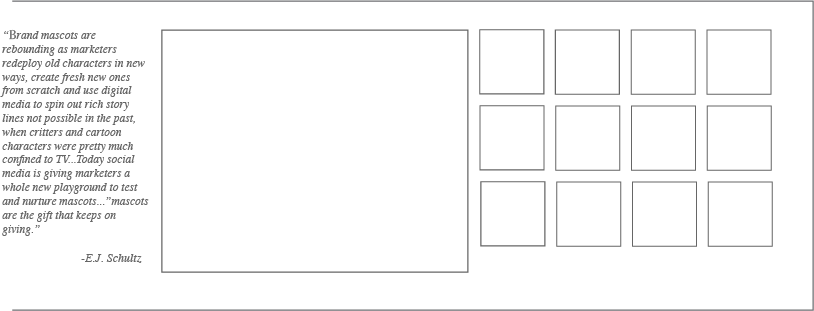 “Brand mascots are
rebounding as marketers
redeploy old characters in new
ways, create fresh new ones
from scratch and use digital
media to spin out rich story
lines not possible in the past,
when critters and cartoon
characters were pretty much
confined to TV...Today social
media is giving marketers a
whole new playground to test
and nurture mascots...”mascots
are the gift that keeps on
giving.”
-E.J. Schultz